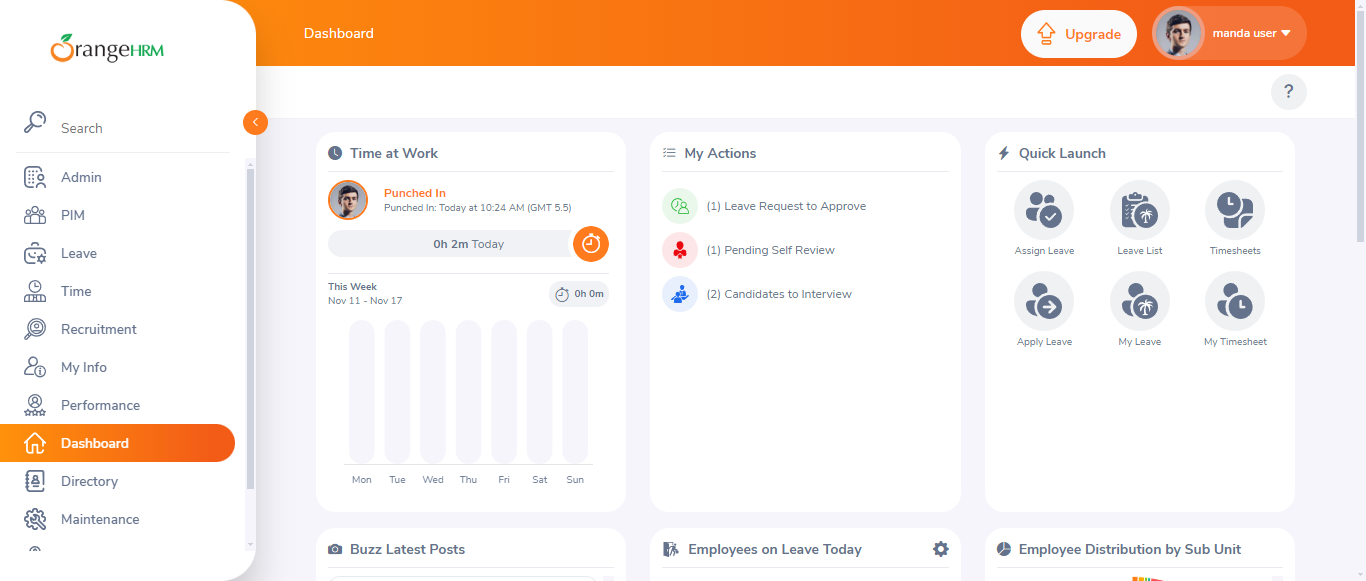 OrangeHRM
Dashboard
Upgrade
manda user
?
Search
Admin
PIM
Leave
Time
Recruitment
My Info
Performance
Dashboard
Directory
Maintenance
Time at Work
Punched In
Punched In: Today at 10:24 AM (GMT 5.5)
0h 2m Today
This Week
Nov 11 - Nov 17
0h 0m
Mon Tue Wed Thu Fri Sat Sun
My Actions
(1) Leave Request to Approve
(1) Pending Self Review
(2) Candidates to Interview
Quick Launch
Assign Leave Leave List Timesheets
Apply Leave My Leave My Timesheet
Buzz Latest Posts
Employees on Leave Today
Employee Distribution by Sub Unit